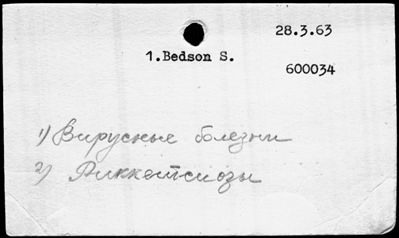 28.3.63
1.Bedson S.
600034
1) Вирусные болезни
2) Риккетсиозы